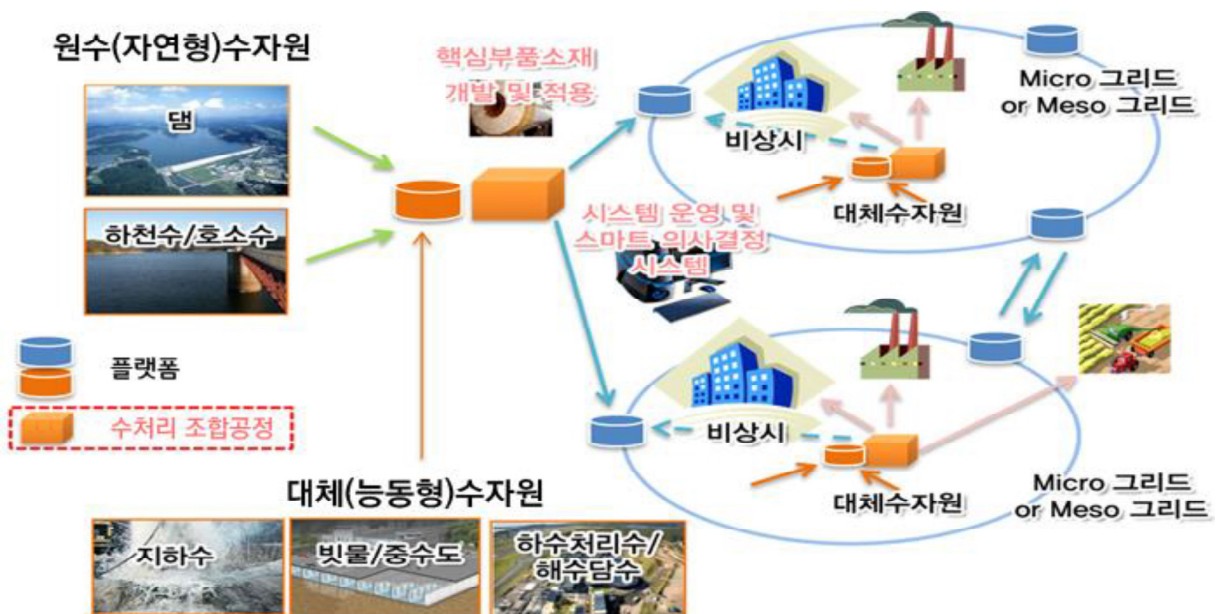 원수(자연형)수자원
댐
하천수/호소수
플랫폼
수처리 조합공정
핵심부품소재
개발 및 적용
시스템 운영 및
스마트 의사결정
시스템
비상시
대체수자원
Micro 그리드
or Meso 그리드
비상시
대체수자원
Micro 그리드
or Meso 그리드
대체(능동형)수자원
지하수
빗물/중수도
하수처리수/
해수담수